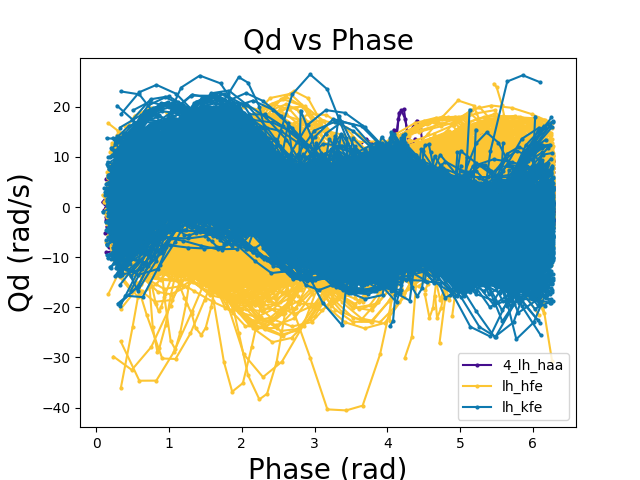 Qd vs Phase
Qd (rad/s)
20
10
0
−10
−20
−30
−40
0 1 2 3 4 5 6
Phase (rad)
4_lh_haa
lh_hfe
lh_kfe